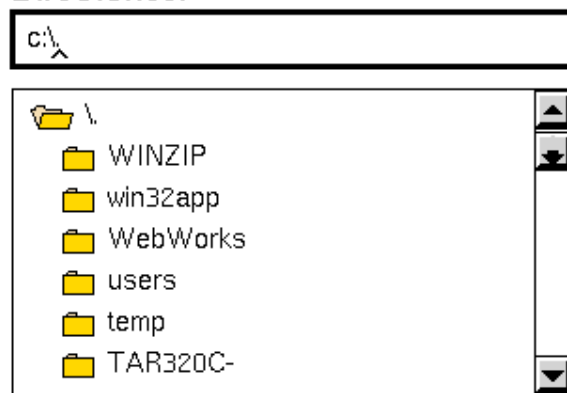 c:\.
\.
WINZIP
win32app
WebWorks
users
temp
TAR320C-